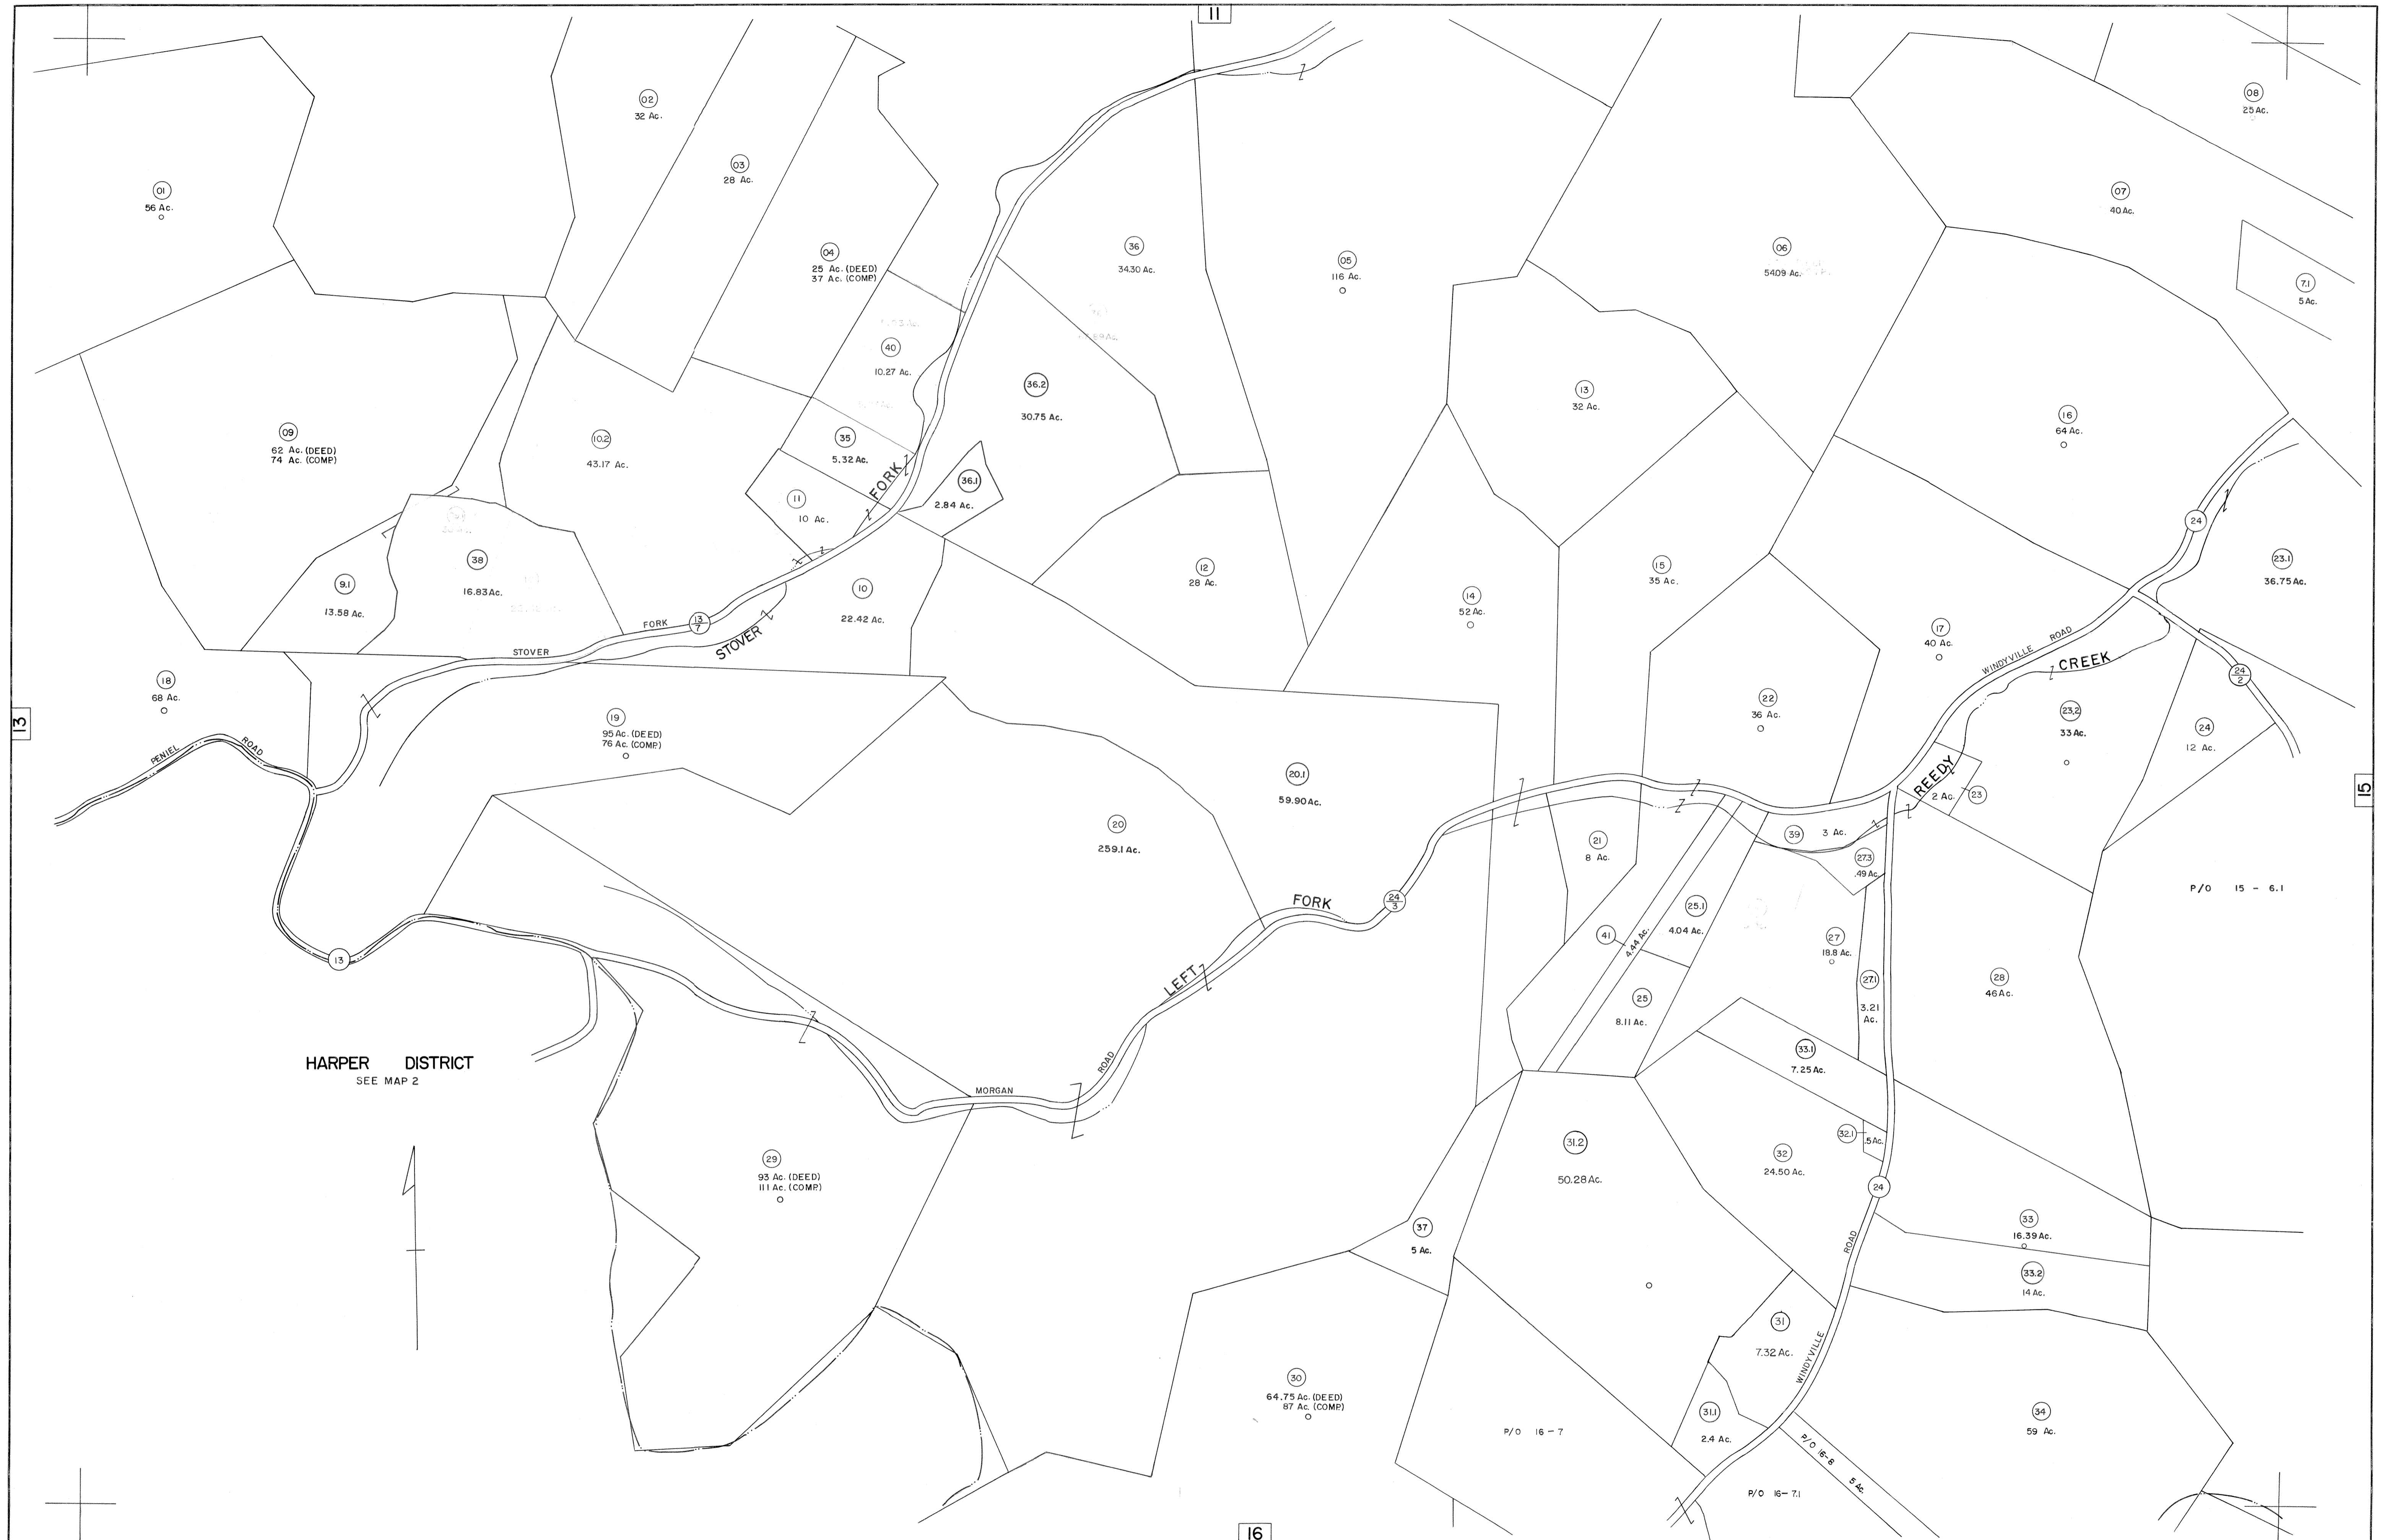 11
01
56 Ac.
02
32 Ac.
03
28 Ac.
04
25 Ac. (DEED)
37 Ac. (COMP.)
36
34.30 Ac.
05
116 Ac.
06
54.09 Ac.
07
40 Ac.
08
25 Ac.
7.1
5 Ac.
40
10.27 Ac.
36.2
30.75 Ac.
13
32 Ac.
16
64 Ac.
09
62 Ac. (DEED)
74 Ac. (COMP.)
10.2
43.17 Ac.
35
5.32 Ac.
FORK
36.1
2.84 Ac.
11
10 Ac.
24
9.1
13.58 Ac.
38
16.83 Ac.
10
22.42 Ac.
12
28 Ac.
14
52 Ac.
15
35 Ac.
23.1
36.75 Ac.
STOVER
FORK
13
7
STOVER
17
40 Ac.
WINDYVILLE
ROAD
CREEK
24
2
18
68 Ac.
13
PENIEL
ROAD
19
95 Ac. (DEED)
76 Ac. (COMP.)
22
36 Ac.
23.2
33 Ac.
24
12 Ac.
20.1
59.90 Ac.
REEDY
2 Ac.
23
15
20
259.1 Ac.
21
8 Ac.
39
3 Ac.
27.3
.49 Ac.
P/O 15 - 6.1
24
3
FORK
LEFT
25.1
4.04 Ac.
41
4.44 Ac.
27
18.8 Ac.
27.1
3.21
Ac.
28
46 Ac.
13
25
8.11 Ac.
HARPER DISTRICT
SEE MAP 2
MORGAN
ROAD
33.1
7.25 Ac.
32.1
.5 Ac.
31.2
50.28 Ac.
32
24.50 Ac.
29
93 Ac. (DEED)
111 Ac. (COMP.)
24
37
5 Ac.
33
16.39 Ac.
33.2
14 Ac.
ROAD
WINDYVILLE
31
7.32 Ac.
30
64.75 Ac. (DEED)
87 Ac. (COMP.)
31.1
2.4 Ac.
34
59 Ac.
P/O 16 - 7
P/O 16-8 5 Ac.
P/O 16-7.1
16